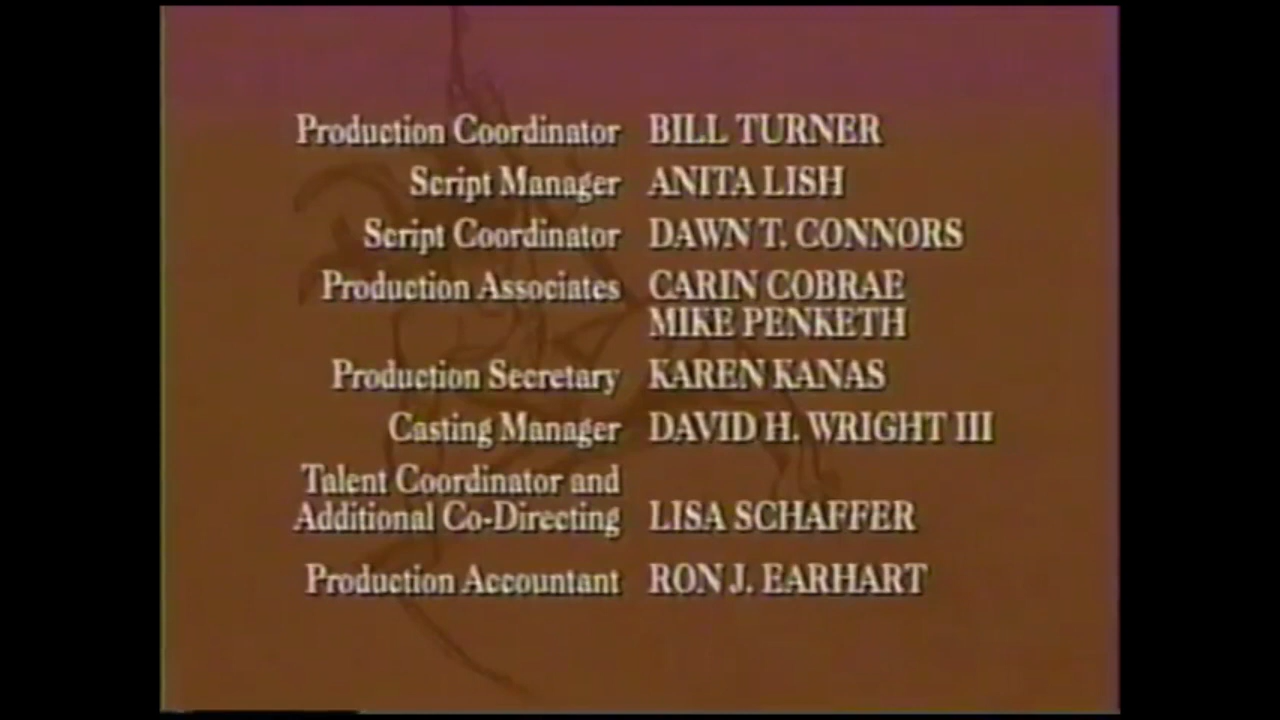 Production Coordinator BILL TURNER
Script Manager ANITA LISH
Script Coordinator DAWN T. CONNORS
Production Associates CARIN COBRAE
MIKE PENKETH
Production Secretary KAREN KANAS
Casting Manager DAVID H. WRIGHT III
Talent Coordinator and
Additional Co-Directing LISA SCHAFFER
Production Accountant RON J. EARHART